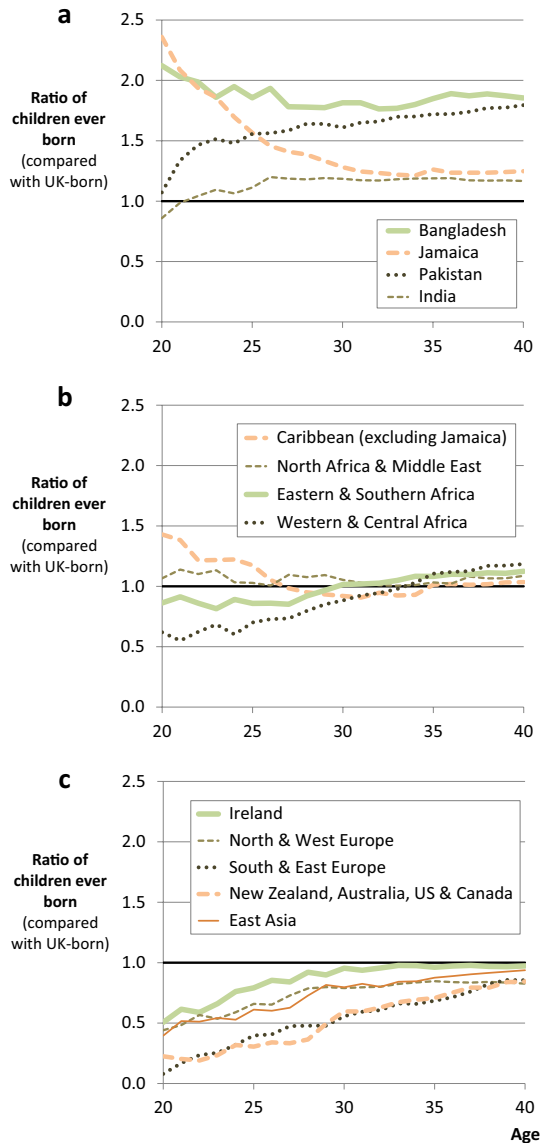 a
Ratio of
children ever
born
(compared
with UK-born)
2.5
2.0
1.5
1.0
0.5
0.0
Bangladesh
Jamaica
Pakistan
India
20 25 30 35 40
b
Ratio of
children ever
born
(compared
with UK-born)
2.5
2.0
1.5
1.0
0.5
0.0
Caribbean (excluding Jamaica)
North Africa & Middle East
Eastern & Southern Africa
Western & Central Africa
20 25 30 35 40
c
Ratio of
children ever
born
(compared
with UK-born)
2.5
2.0
1.5
1.0
0.5
0.0
Ireland
North & West Europe
South & East Europe
New Zealand, Australia, US & Canada
East Asia
20 25 30 35 40
Age